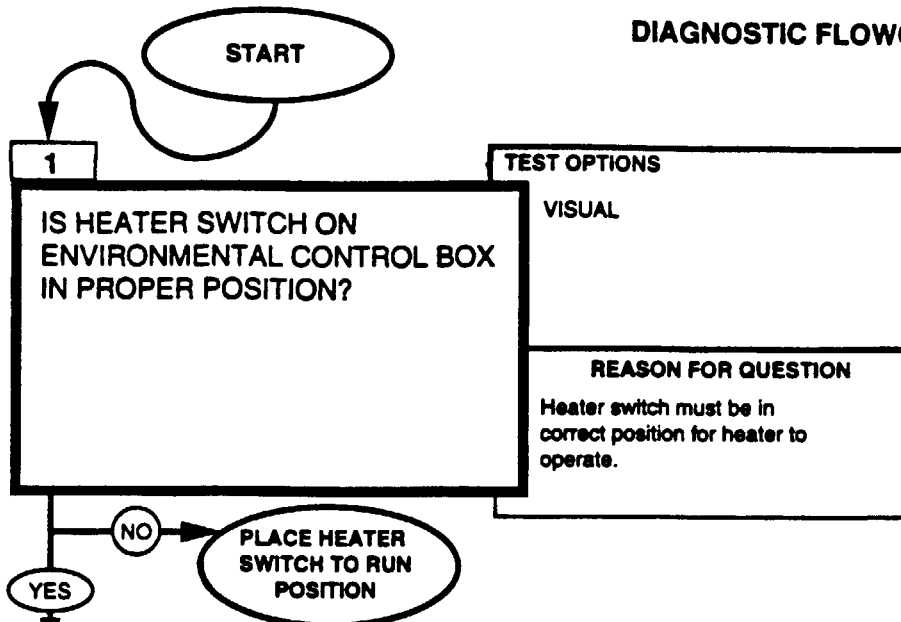 DIAGNOSTIC
START
1
TEST OPTIONS
VISUAL
IS HEATER SWITCH ON
ENVIRONMENTAL CONTROL BOX
IN PROPER POSITION?
REASON FOR QUESTION
Heater switch must be in
correct position for heater to
operate.
NO
PLACE HEATER
SWITCH TO RUN
POSITION
YES